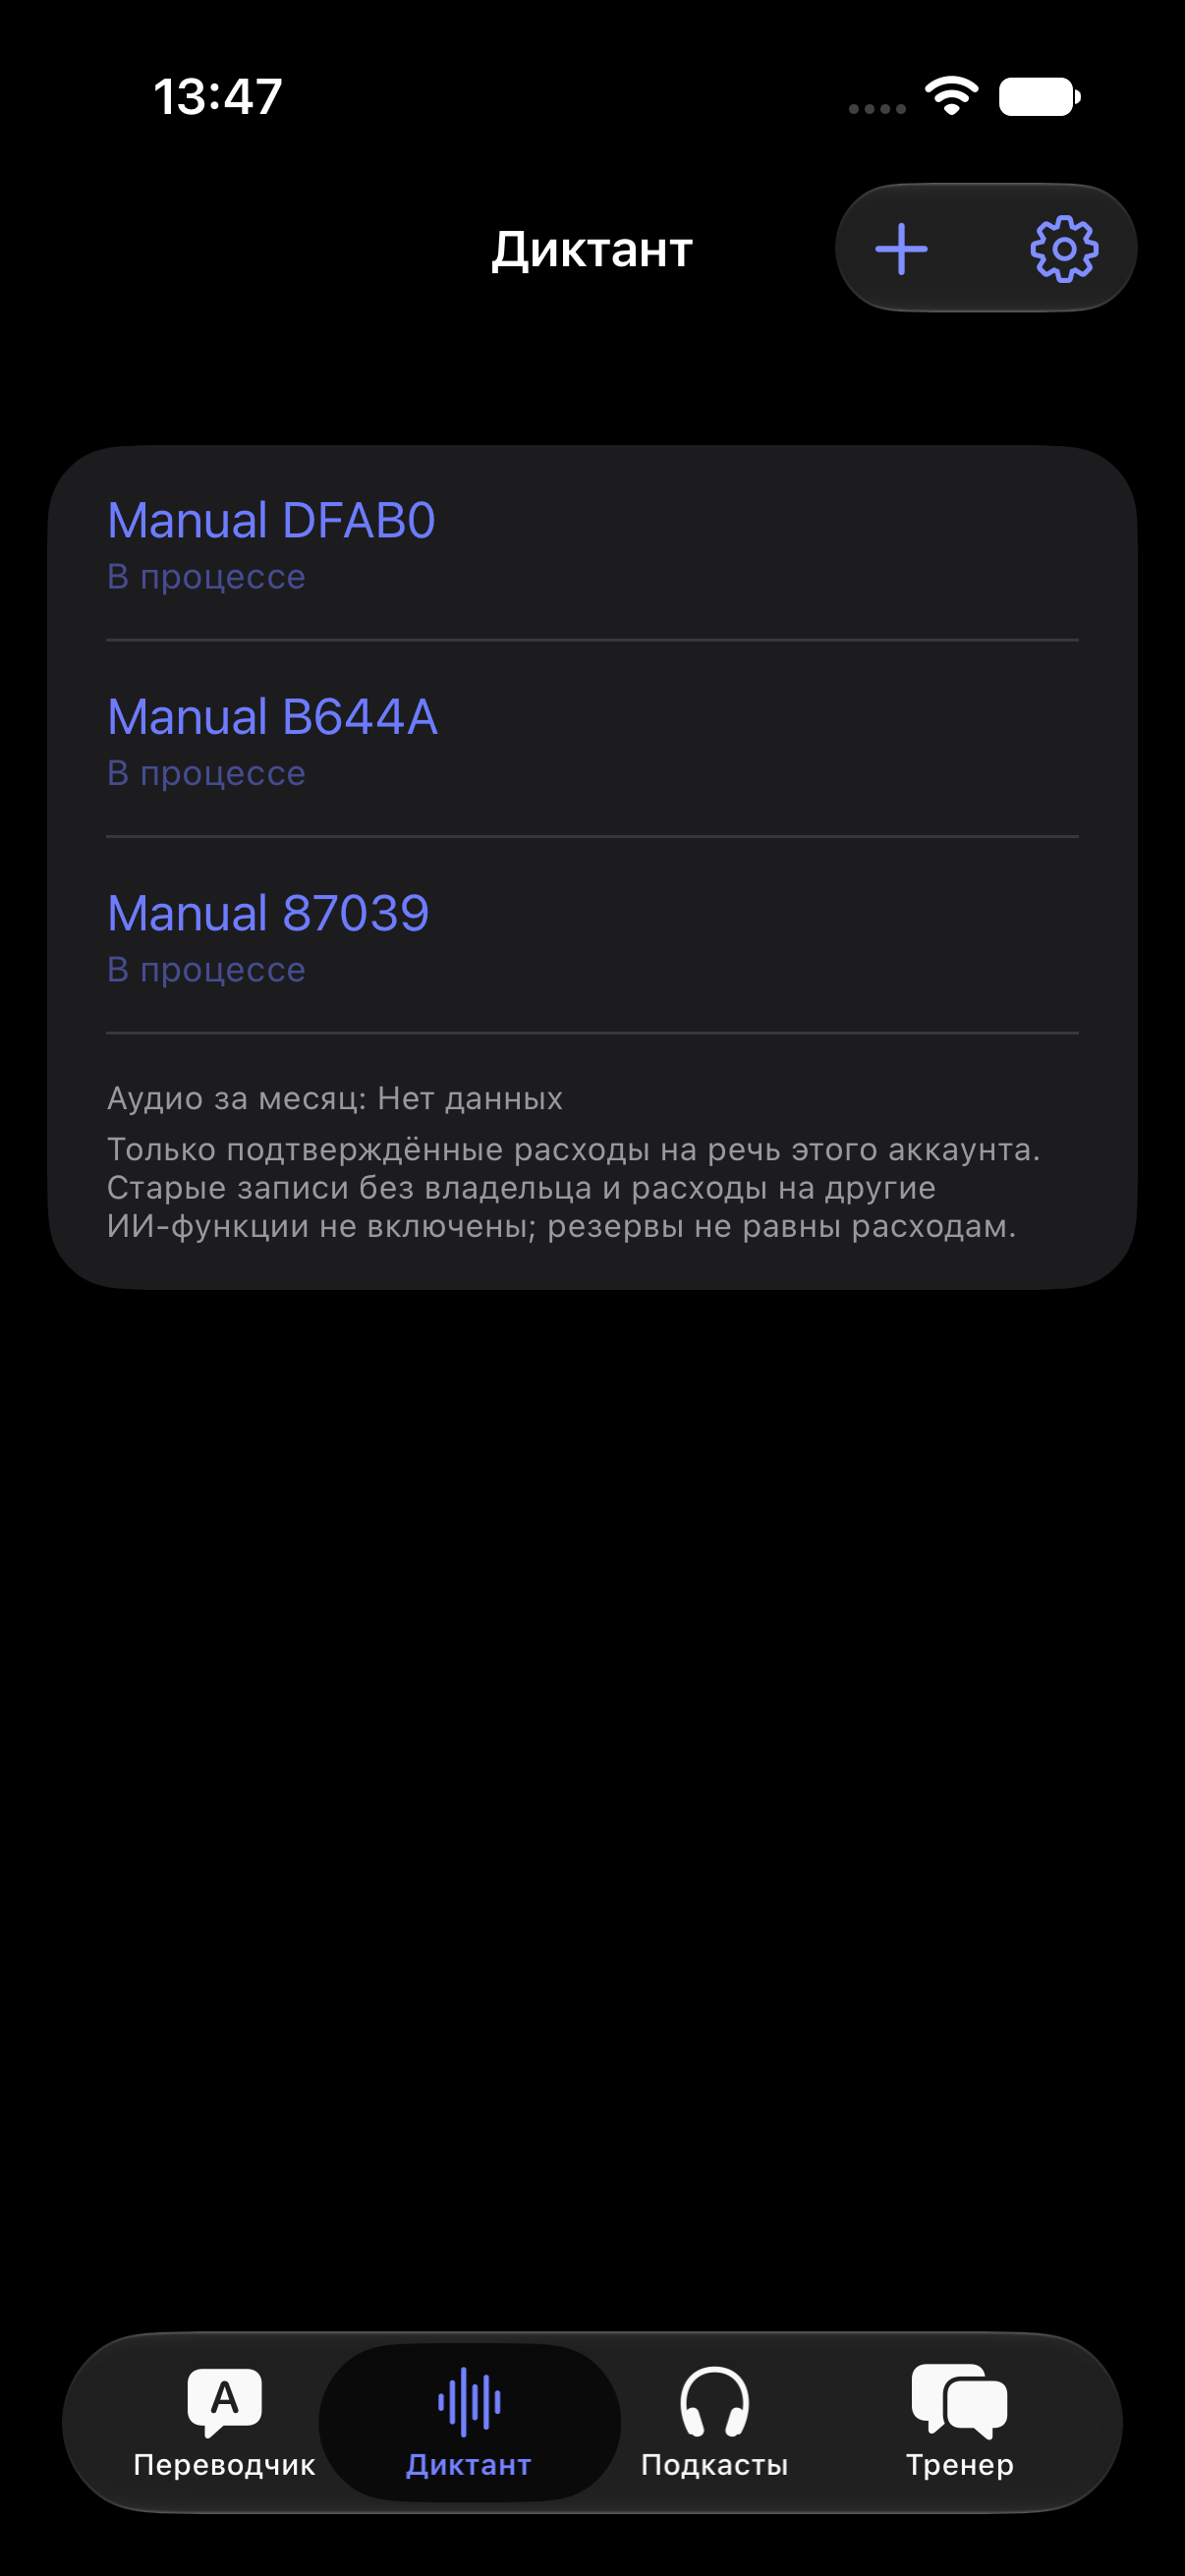 13:47
Диктант
Manual DFAB0
В процессе
Manual B644A
В процессе
Manual 87039
В процессе
Аудио за месяц: Нет данных
Только подтверждённые расходы на речь этого аккаунта.
Старые записи без владельца и расходы на другие
ИИ-функции не включены; резервы не равны расходам.
A
Переводчик
Диктант
Подкасты
Тренер